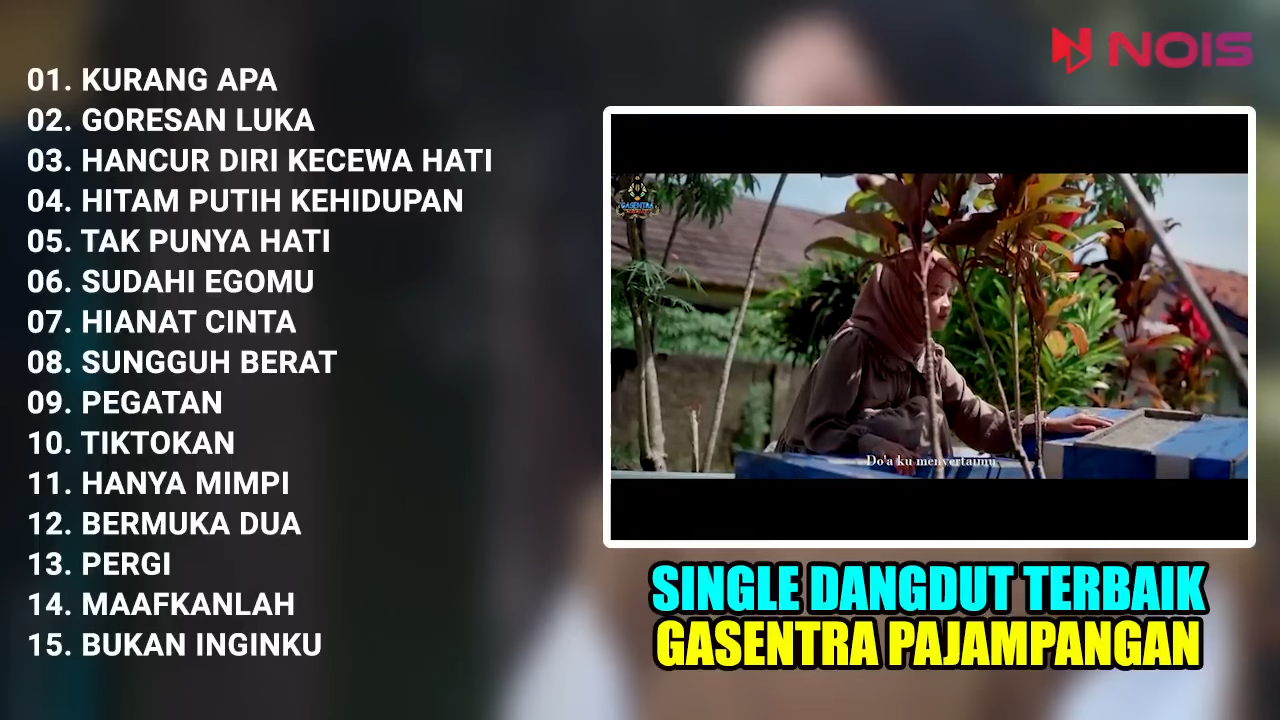 NOIS
01. KURANG APA
02. GORESAN LUKA
03. HANCUR DIRI KECEWA HATI
04. HITAM PUTIH KEHIDUPAN
05. TAK PUNYA HATI
06. SUDAHI EGOMU
07. HIANAT CINTA
08. SUNGGUH BERAT
09. PEGATAN
10. TIKTOKAN
11. HANYA MIMPI
12. BERMUKA DUA
13. PERGI
14. MAAFKANLAH
15. BUKAN INGINKU
GASENTRA
Do'a ku menyertaimu
SINGLE DANGDUT TERBAIK
GASENTRA PAJAMPANGAN